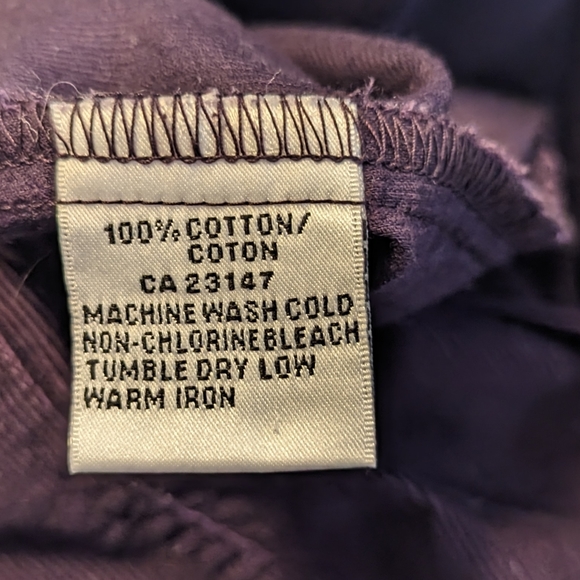 100% COTTON/
COTON
CA 23147
MACHINE WASH COLD
NON-CHLORINE BLEACH
TUMBLE DRY LOW
WARM IRON